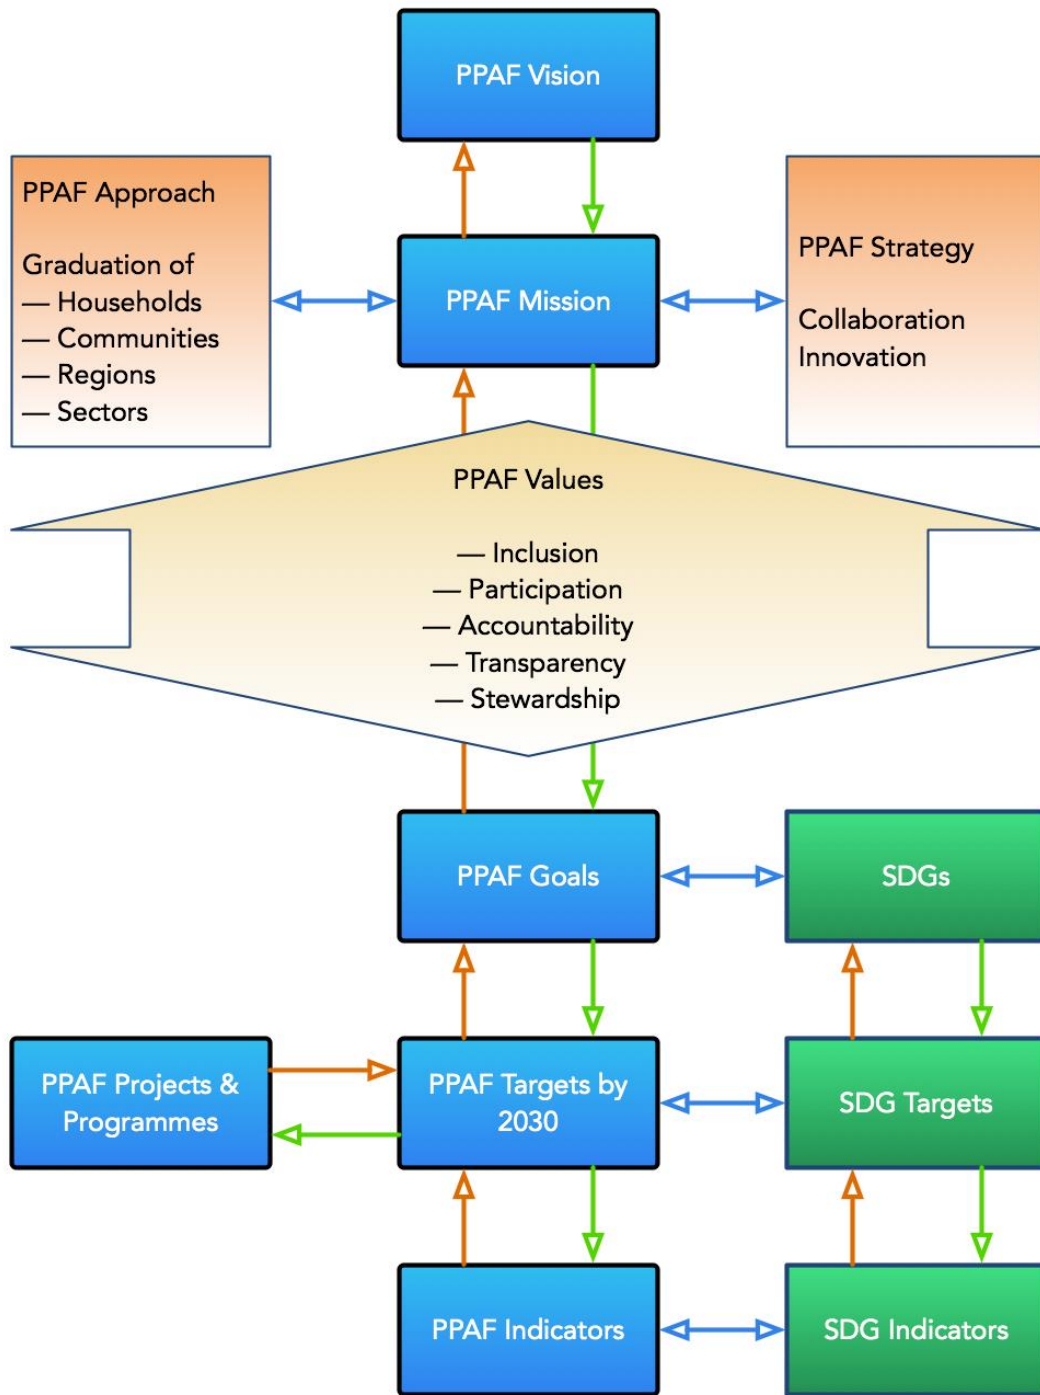 PPAF Vision
PPAF Approach
Graduation of
— Households
— Communities
— Regions
— Sectors
PPAF Mission
PPAF Strategy
Collaboration
Innovation
PPAF Values
— Inclusion
— Participation
— Accountability
— Transparency
— Stewardship
PPAF Goals
SDGs
PPAF Projects &
Programmes
PPAF Targets by
2030
SDG Targets
PPAF Indicators
SDG Indicators